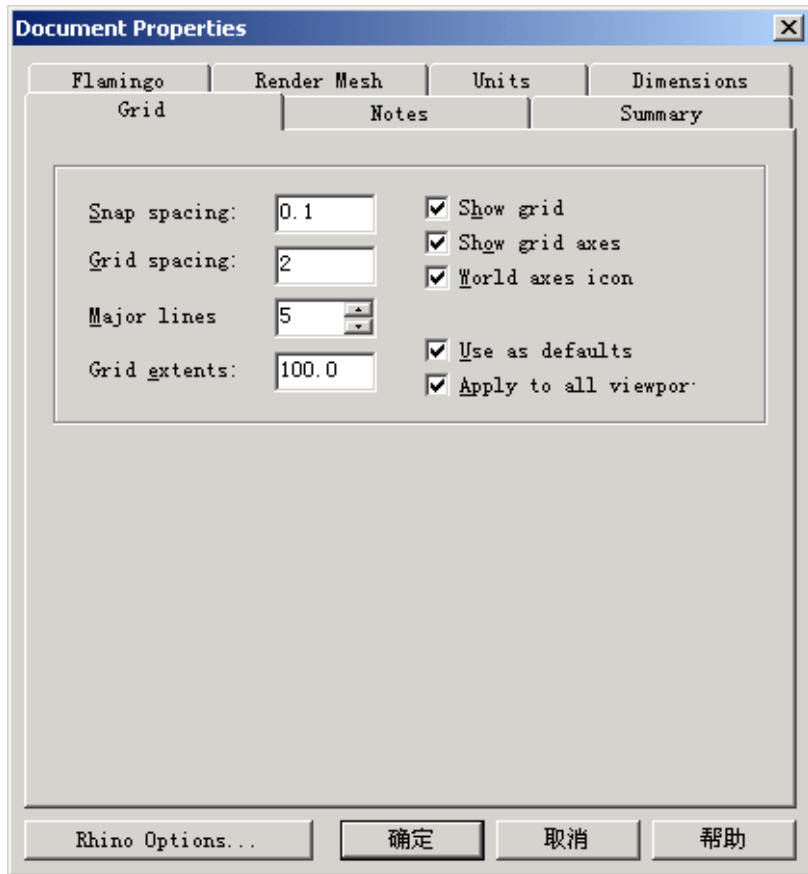 Document Properties
Flamingo Render Mesh Units Dimensions
Grid Notes Summary
Snap spacing: 0.1
Show grid
Show grid axes
Grid spacing: 2
World axes icon
Major lines 5
Use as defaults
Grid extents: 100.0
Apply to all viewpor
Rhino Options... 确定 取消 帮助